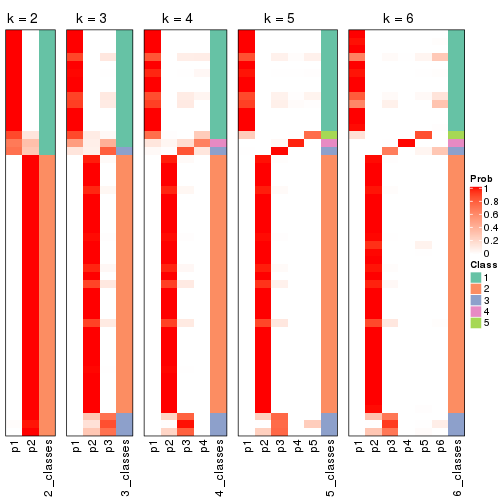 k = 2
k = 3
k = 4
k = 5
k = 6
Prob
1
0.8
0.6
0.4
0.2
0
Class
1
2
3
4
5
p1
p2
2_classes
p1
p2
p3
3_classes
p1
p2
p3
p4
4_classes
p1
p2
p3
p4
p5
5_classes
p1
p2
p3
p4
p5
p6
6_classes